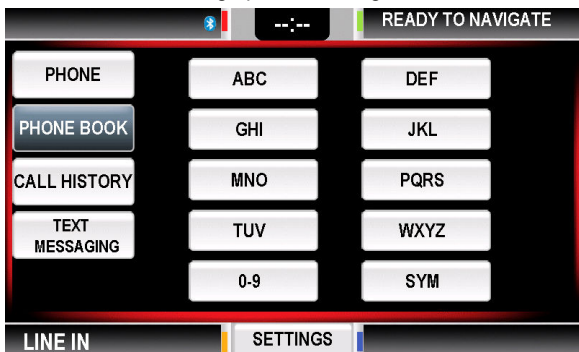 --:--
READY TO NAVIGATE
PHONE
ABC
DEF
PHONE BOOK
GHI
JKL
CALL HISTORY
MNO
PQRS
TEXT
MESSAGING
TUV
WXYZ
0-9
SYM
LINE IN
SETTINGS